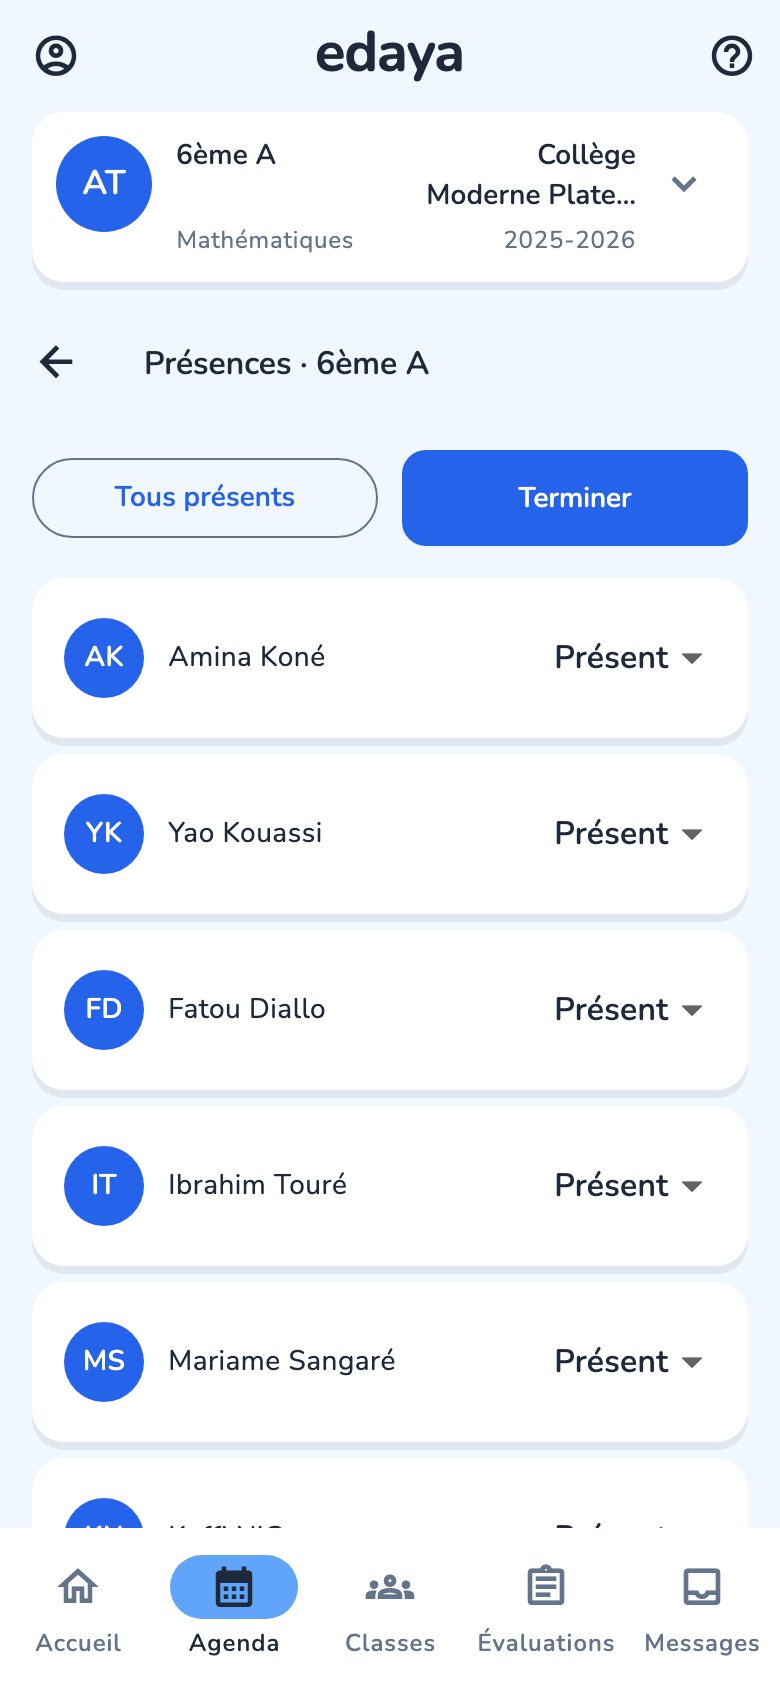 edaya
AT
6ème A
Collège
Moderne Plate...
Mathématiques
2025-2026
Présences · 6ème A
Tous présents
Terminer
AK Amina Koné Présent
YK Yao Kouassi Présent
FD Fatou Diallo Présent
IT Ibrahim Touré Présent
MS Mariame Sangaré Présent
Accueil Agenda Classes Évaluations Messages